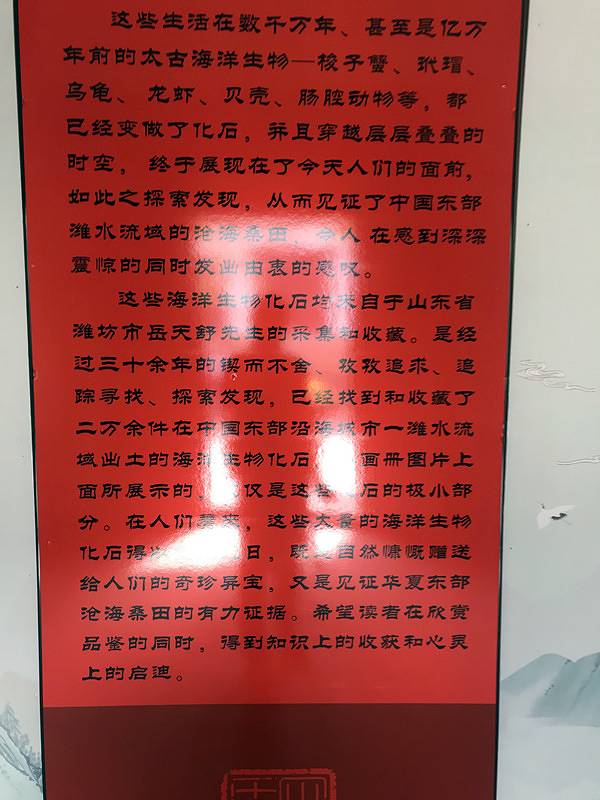 这些生活在数千万年、甚至是亿万
年前的太古海洋生物—梭子蟹、玳瑁、
乌龟、龙虾、贝壳、肠腔动物等，都
已经变做了化石，并且穿越层层叠叠的
时空，终于展现在了今天人们的面前，
如此之探索发现，从而见证了中国东部
潍水流域的沧海桑田，令人在感到深深
震惊的同时发出由衷的感叹。
这些海洋生物化石均来自于山东省
潍坊市岳天舒先生的采集和收藏。是经
过三十余年的锲而不舍、孜孜追求、追
踪寻找、探索发现，已经找到和收藏了
二万余件在中国东部沿海城市一潍水流
域出土的海洋生物化石 画册图片上
面所展示的， 仅是这些 石的极小部
分。在人们 ，这些大量的海洋生物
化石得 日，既 自然慷慨赠送
给人们的奇珍异宝，又是见证华夏东部
沧海桑田的有力证据。希望读者在欣赏
品鉴的同时，得到知识上的收获和心灵
上的启迪。